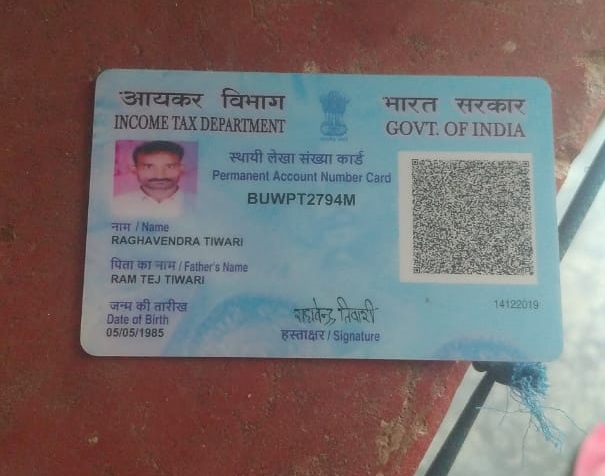 आयकर विभाग
INCOME TAX DEPARTMENT
भारत सरकार
GOVT. OF INDIA
स्थायी लेखा संख्या कार्ड
Permanent Account Number Card
BUWPT2794M
नाम / Name
RAGHAVENDRA TIWARI
पिता का नाम / Father's Name
RAM TEJ TIWARI
जन्म की तारीख
Date of Birth
05/05/1985
राघवेन्द्र तिवारी
हस्ताक्षर / Signature
14122019